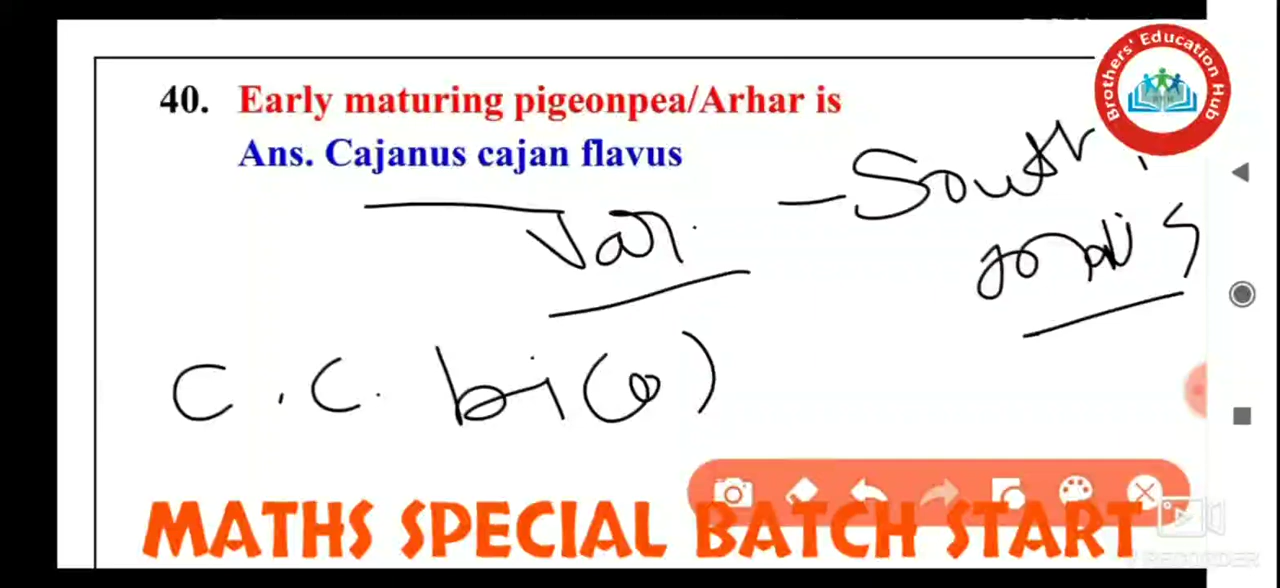 Brothers' Education Hub
40. Early maturing pigeonpea/Arhar is
Ans. Cajanus cajan flavus
- South
Var.
C. C. bi(
MATHS SPECIAL BATCH START
RECORDER